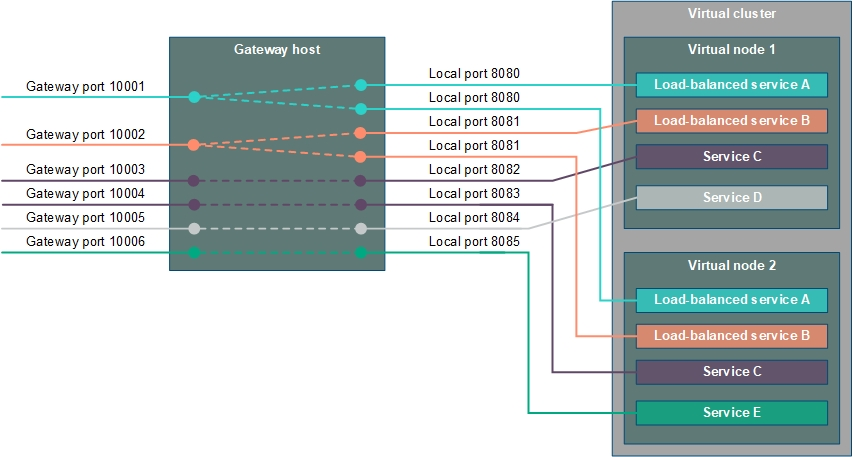 Virtual cluster
Gateway host
Virtual node 1
Gateway port 10001
Local port 8080
Load-balanced service A
Local port 8080
Gateway port 10002
Local port 8081
Load-balanced service B
Local port 8081
Gateway port 10003
Local port 8082
Service C
Gateway port 10004
Local port 8083
Service D
Gateway port 10005
Local port 8084
Gateway port 10006
Local port 8085
Virtual node 2
Load-balanced service A
Load-balanced service B
Service C
Service E